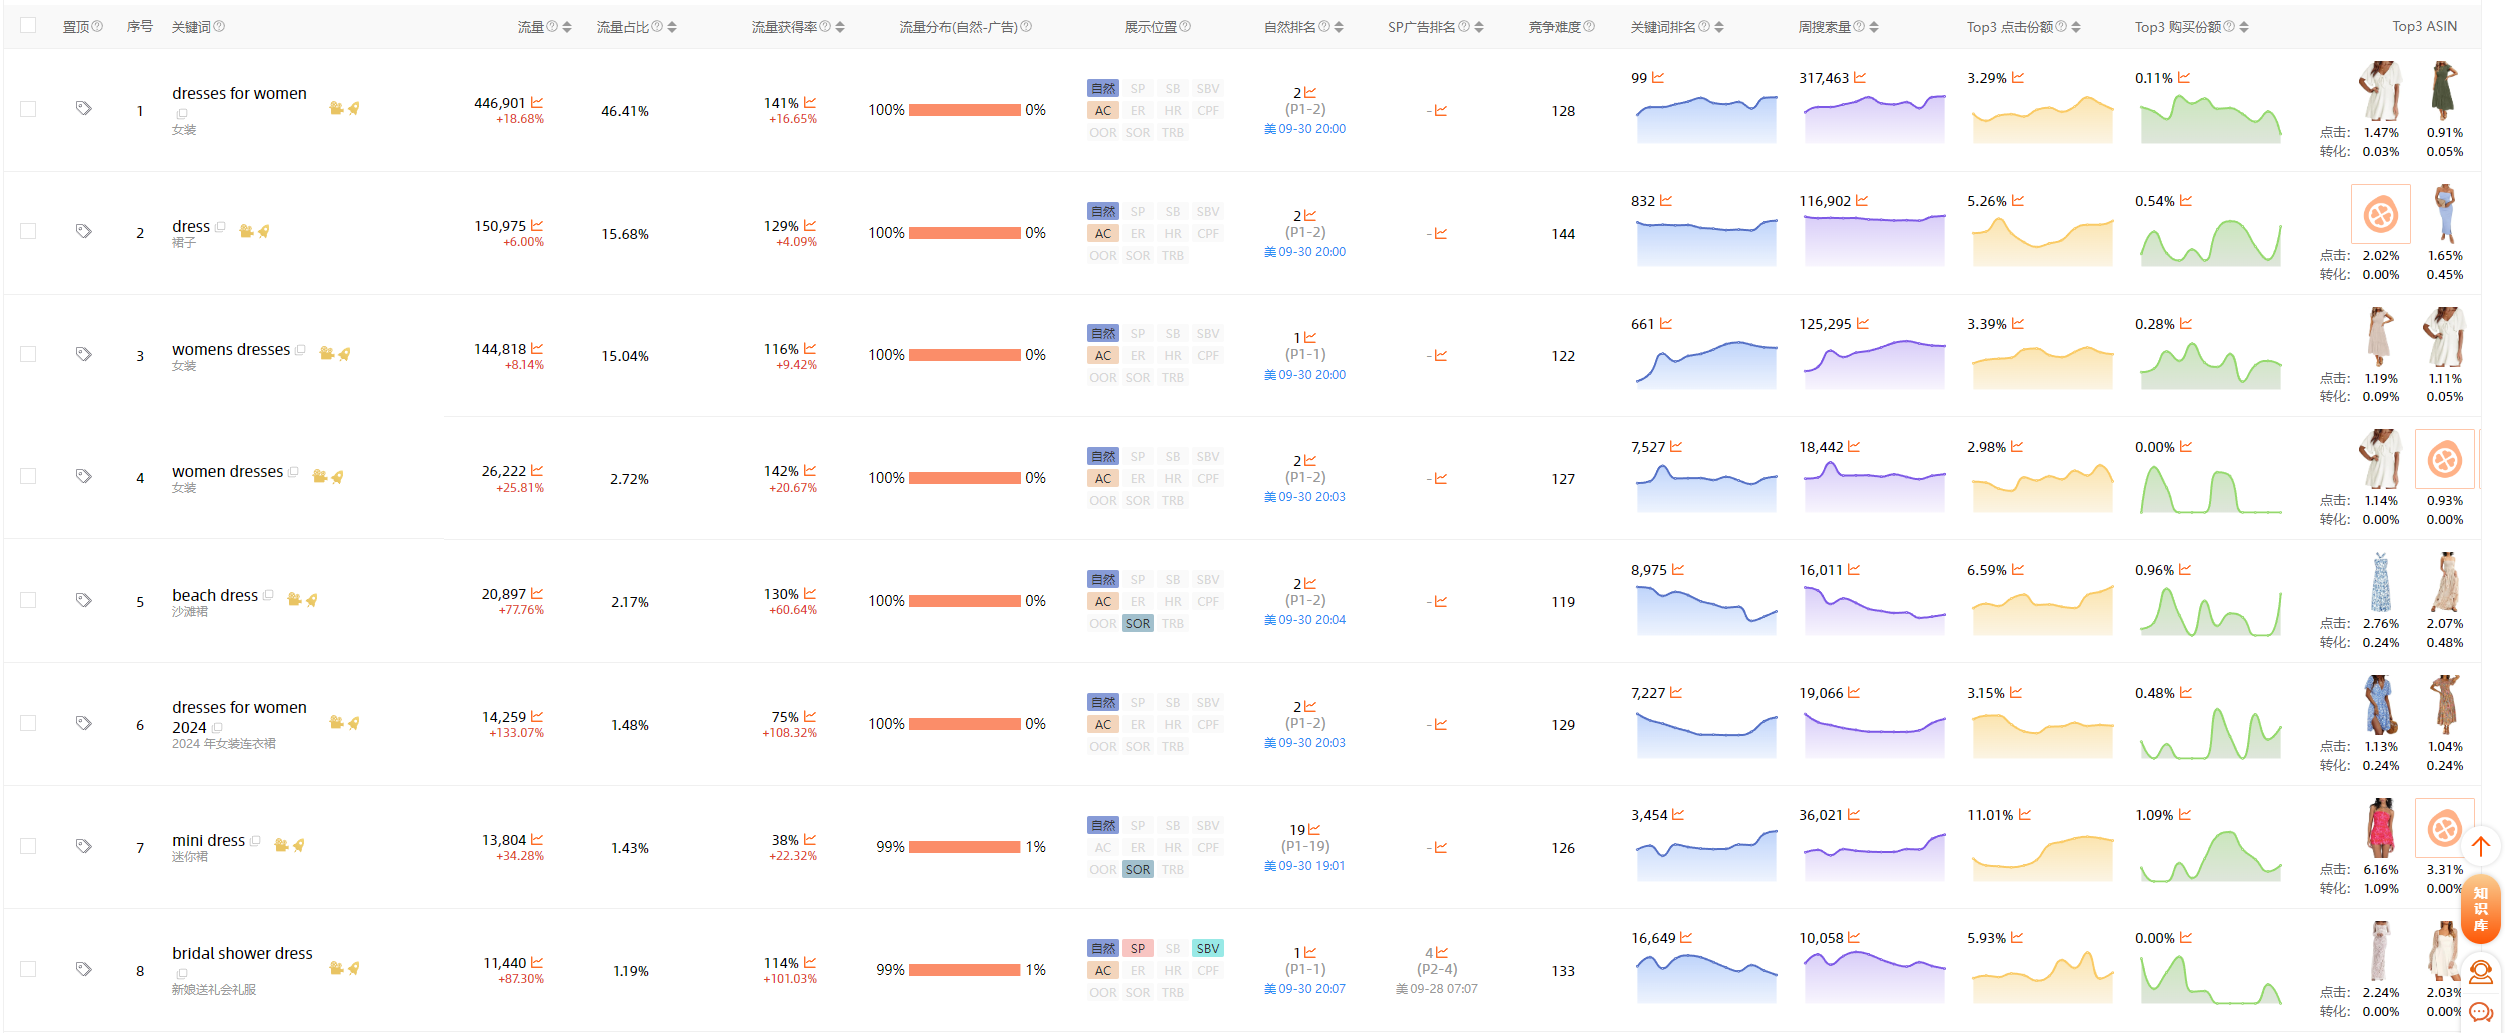 置顶 序号 关键词 流量 流量占比 流量获得率 流量分布(自然-广告) 展示位置 自然排名 SP广告排名 竞争难度 关键词排名 周搜索量 Top3 点击份额 Top3 购买份额 Top3 ASIN
1 dresses for women 女装
446,901 +18.68% 46.41% 141% +16.65% 100% 0%
自然 SP SB SBV
AC ER HR CPF
OOR SOR TRB
2 (P1-2) 美 09-30 20:00 - 128 99 317,463 3.29% 0.11%
点击: 1.47% 0.91%
转化: 0.03% 0.05%
2 dress 裙子
150,975 +6.00% 15.68% 129% +4.09% 100% 0%
自然 SP SB SBV
AC ER HR CPF
OOR SOR TRB
2 (P1-2) 美 09-30 20:00 - 144 832 116,902 5.26% 0.54%
点击: 2.02% 1.65%
转化: 0.00% 0.45%
3 womens dresses 女装
144,818 +8.14% 15.04% 116% +9.42% 100% 0%
自然 SP SB SBV
AC ER HR CPF
OOR SOR TRB
1 (P1-1) 美 09-30 20:00 - 122 661 125,295 3.39% 0.28%
点击: 1.19% 1.11%
转化: 0.09% 0.05%
4 women dresses 女装
26,222 +25.81% 2.72% 142% +20.67% 100% 0%
自然 SP SB SBV
AC ER HR CPF
OOR SOR TRB
2 (P1-2) 美 09-30 20:03 - 127 7,527 18,442 2.98% 0.00%
点击: 1.14% 0.93%
转化: 0.00% 0.00%
5 beach dress 沙滩裙
20,897 +77.76% 2.17% 130% +60.64% 100% 0%
自然 SP SB SBV
AC ER HR CPF
OOR SOR TRB
2 (P1-2) 美 09-30 20:04 - 119 8,975 16,011 6.59% 0.96%
点击: 2.76% 2.07%
转化: 0.24% 0.48%
6 dresses for women 2024 2024 年女装连衣裙
14,259 +133.07% 1.48% 75% +108.32% 100% 0%
自然 SP SB SBV
AC ER HR CPF
OOR SOR TRB
2 (P1-2) 美 09-30 20:03 - 129 7,227 19,066 3.15% 0.48%
点击: 1.13% 1.04%
转化: 0.24% 0.24%
7 mini dress 迷你裙
13,804 +34.28% 1.43% 38% +22.32% 99% 1%
自然 SP SB SBV
AC ER HR CPF
OOR SOR TRB
19 (P1-19) 美 09-30 19:01 - 126 3,454 36,021 11.01% 1.09%
点击: 6.16% 3.31%
转化: 1.09% 0.00%
知识库
8 bridal shower dress 新娘送礼会礼服
11,440 +87.30% 1.19% 114% +101.03% 99% 1%
自然 SP SB SBV
AC ER HR CPF
OOR SOR TRB
1 (P1-1) 美 09-30 20:07 4 (P2-4) 美 09-28 07:07 133 16,649 10,058 5.93% 0.00%
点击: 2.24% 2.03%
转化: 0.00% 0.00%